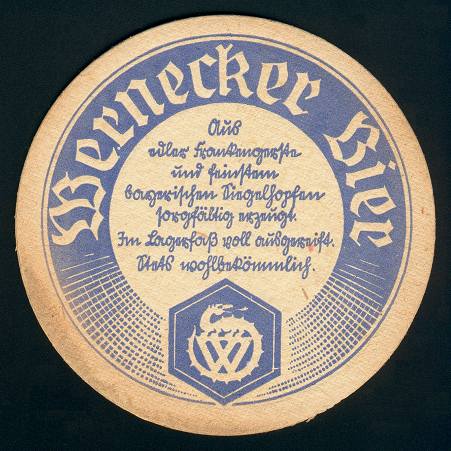 Wernecker Bier
Aus
edler Frankengerste
und feinstem
bayerischen Siegelhopfen
sorgfältig erzeugt.
Im Lagerfaß voll ausgereift.
Stets wohlbekömmlich.
W